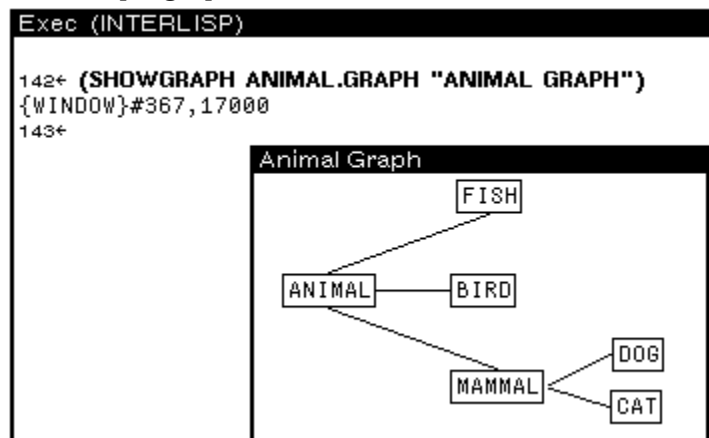 Exec (INTERLISP)
142← (SHOWGRAPH ANIMAL.GRAPH "ANIMAL GRAPH")
{WINDOW}#367,17000
143←
Animal Graph
FISH
ANIMAL
BIRD
DOG
MAMMAL
CAT